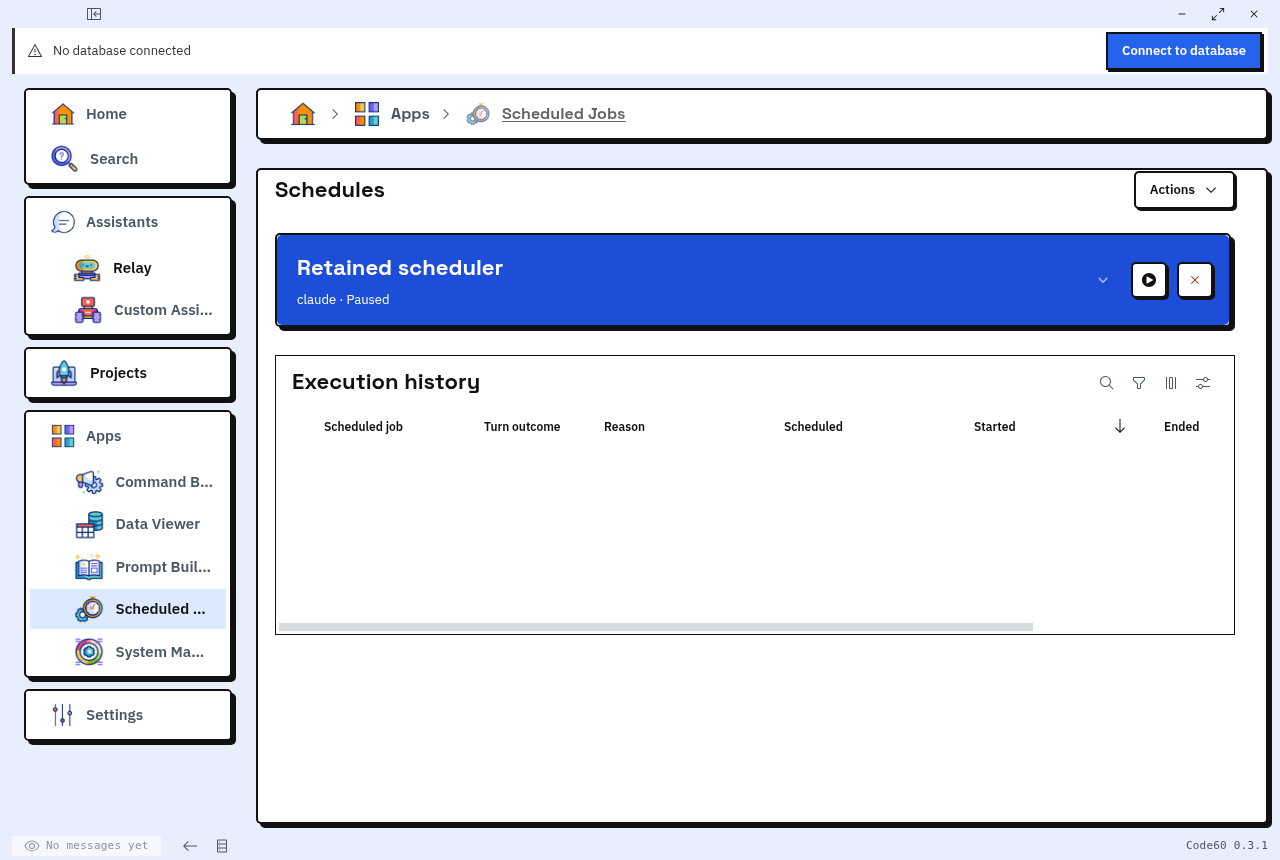 No database connected
Connect to database
Home
Search
Assistants
Relay
Custom Assi...
Projects
Apps
Command B...
Data Viewer
Prompt Buil...
Scheduled ...
System Ma...
Settings
Apps
Scheduled Jobs
Schedules
Actions
Retained scheduler
claude · Paused
Execution history
Scheduled job Turn outcome Reason Scheduled Started Ended
No messages yet
Code60 0.3.1